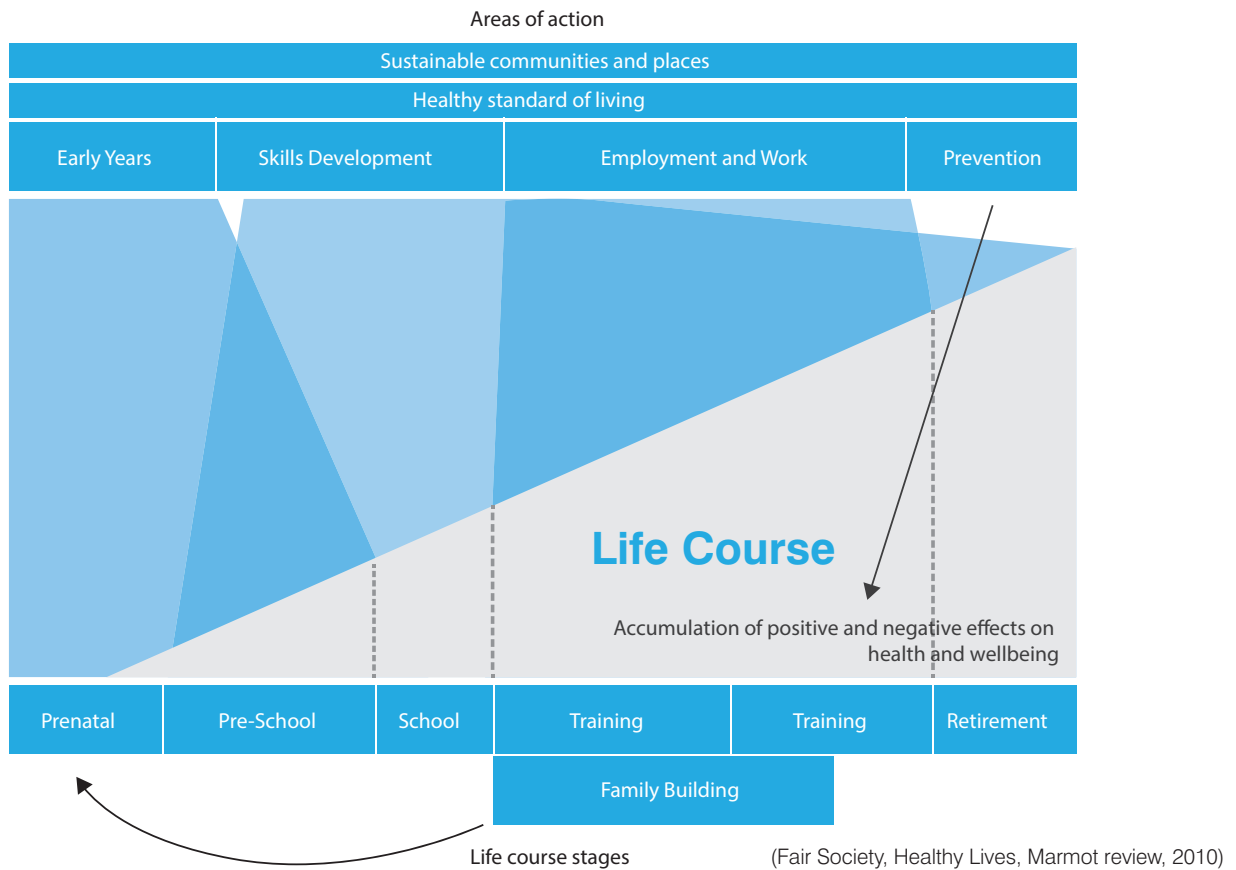 Areas of action
Sustainable communities and places
Healthy standard of living
Early Years
Skills Development
Employment and Work
Prevention
Life Course
Accumulation of positive and negative effects on
health and wellbeing
Prenatal
Pre-School
School
Training
Training
Retirement
Family Building
Life course stages
(Fair Society, Healthy Lives, Marmot review, 2010)